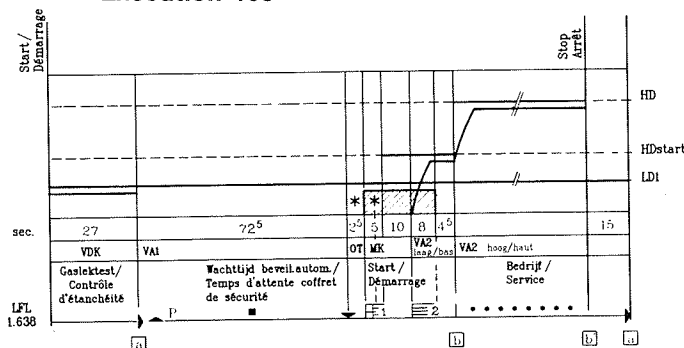 Start/
Démarrage
Stop
Arrêt
HD
HDstart
LD1
* *
sec. 27 72⁵ 2⁵ 5 10 8 4⁵ 15
VDK VA1 OT MK VA2 laag/bas VA2 hoog/haut
Gaslektest/
Contrôle
d'étanchéité
Wachttijd beveil.autom./
Temps d'attente coffret
de sécurité
Start/
Démarrage
Bedrijf/
Service
LFL
1.638
P
1 2
a b b' a